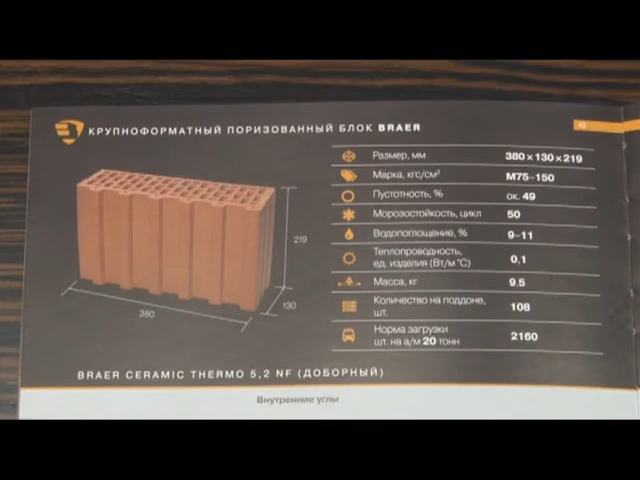 КРУПНОФОРМАТНЫЙ ПОРИЗОВАННЫЙ БЛОК BRAER
Размер, мм 380×130×219
Марка, кгс/см² М75–150
Пустотность, % ок. 49
Морозостойкость, цикл 50
Водопоглощение, % 9–11
Теплопроводность,
ед. изделия (Вт/м °С) 0,1
Масса, кг 9.5
Количество на поддоне,
шт. 108
Норма загрузки
шт. на а/м 20 тонн 2160
219
130
380
BRAER CERAMIC THERMO 5,2 NF (ДОБОРНЫЙ)
Внутренние углы